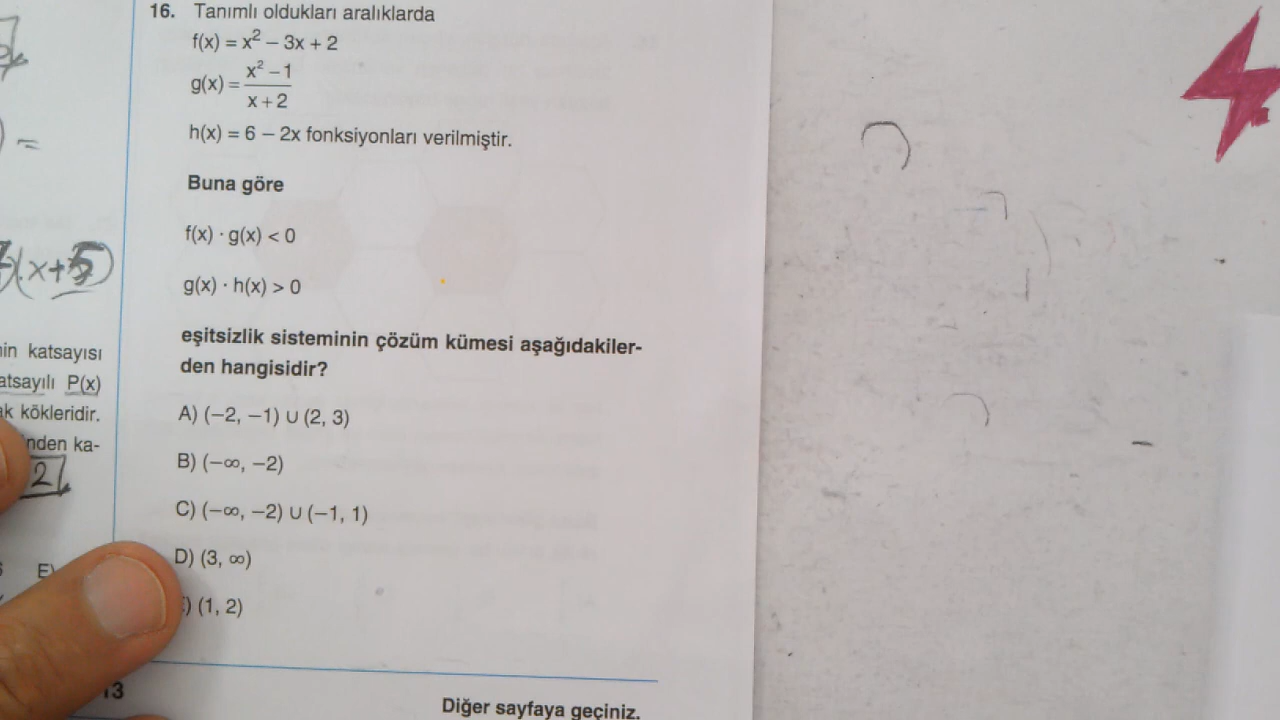 16. Tanımlı oldukları aralıklarda
f(x) = x² – 3x + 2
g(x) = x² – 1 / x + 2
h(x) = 6 – 2x fonksiyonları verilmiştir.
Buna göre
f(x) · g(x) < 0
g(x) · h(x) > 0
eşitsizlik sisteminin çözüm kümesi aşağıdakiler-
den hangisidir?
A) (–2, –1) ∪ (2, 3)
B) (–∞, –2)
C) (–∞, –2) ∪ (–1, 1)
D) (3, ∞)
) (1, 2)
13
Diğer sayfaya geçiniz.
) =
(x+5)
in katsayısı
atsayılı P(x)
ak kökleridir.
nden ka-
2
E)